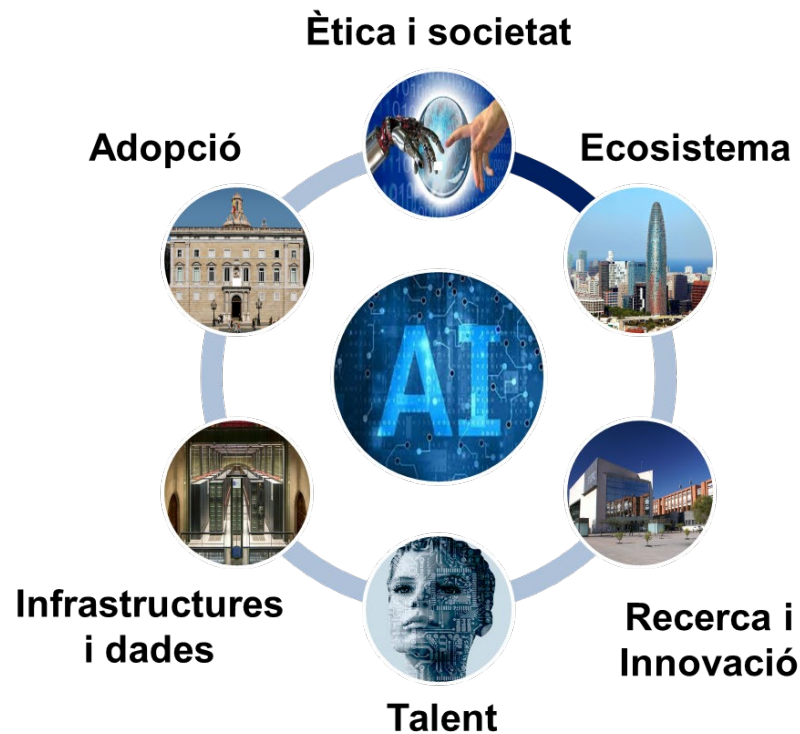 Ètica i societat
Adopció
Ecosistema
AI
Infrastructures
i dades
Recerca i
Innovació
Talent